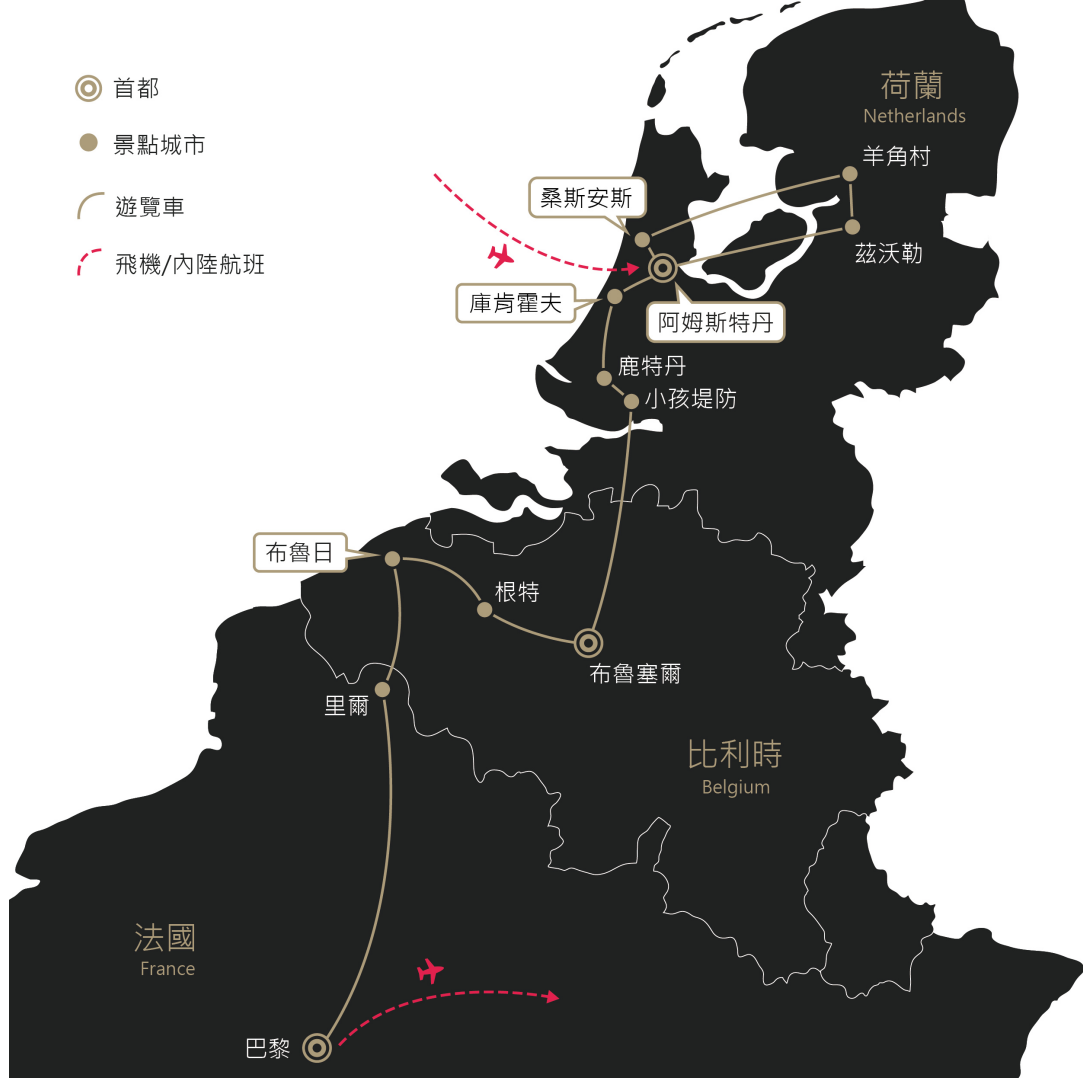 首都
景點城市
遊覽車
飛機/內陸航班
荷蘭
Netherlands
羊角村
桑斯安斯
茲沃勒
庫肯霍夫
阿姆斯特丹
鹿特丹
小孩堤防
布魯日
根特
布魯塞爾
里爾
比利時
Belgium
法國
France
巴黎